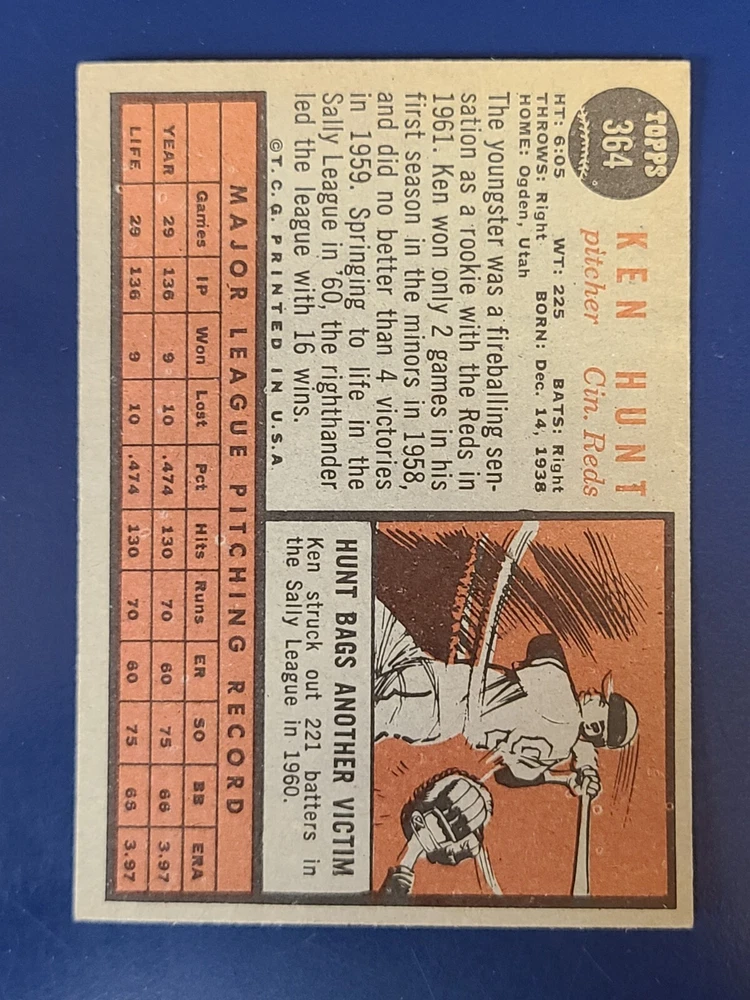 TOPPS
364
KEN HUNT
pitcher Cin. Reds
HT: 6:05 WT: 225 BATS: Right
THROWS: Right BORN: Dec. 14, 1938
HOME: Ogden, Utah
The youngster was a fireballing sen-
sation as a rookie with the Reds in
1961. Ken won only 2 games in his
first season in the minors in 1958,
and did no better than 4 victories
in 1959. Springing to life in the
Sally League in '60, the righthander
led the league with 16 wins.
©T.C.G. PRINTED IN U.S.A
HUNT BAGS ANOTHER VICTIM
Ken struck out 221 batters in
the Sally League in 1960.
MAJOR LEAGUE PITCHING RECORD
Games IP Won Lost Pct Hits Runs ER SO BB ERA
YEAR 29 136 9 10 .474 130 70 60 75 66 3.97
LIFE 29 136 9 10 .474 130 70 60 75 66 3.97